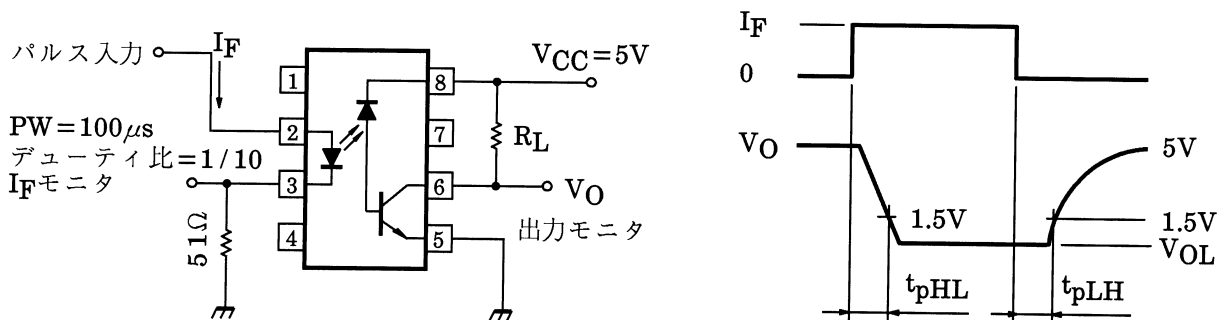 パルス入力
IF
PW=100μs
デューティ比=1/10
IFモニタ
51Ω
1
2
3
4
8
7
6
5
VCC=5V
RL
VO
出力モニタ
IF
0
VO
5V
1.5V
1.5V
VOL
tpHL
tpLH